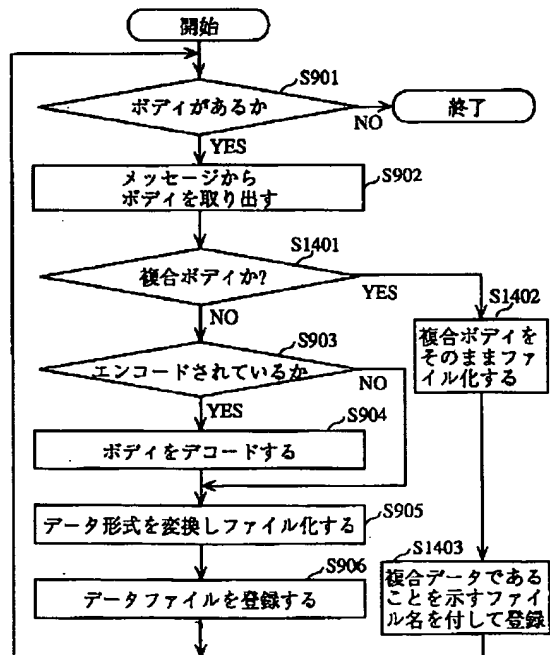 開始
S901
ボディがあるか
NO
終了
YES
メッセージから
ボディを取り出す
S902
S1401
複合ボディか?
YES
NO
S1402
複合ボディを
そのままファ
イル化する
S903
エンコードされているか
NO
YES
S904
ボディをデコードする
データ形式を変換しファイル化する
S905
S906
データファイルを登録する
S1403
複合データである
ことを示すファイ
ル名を付して登録